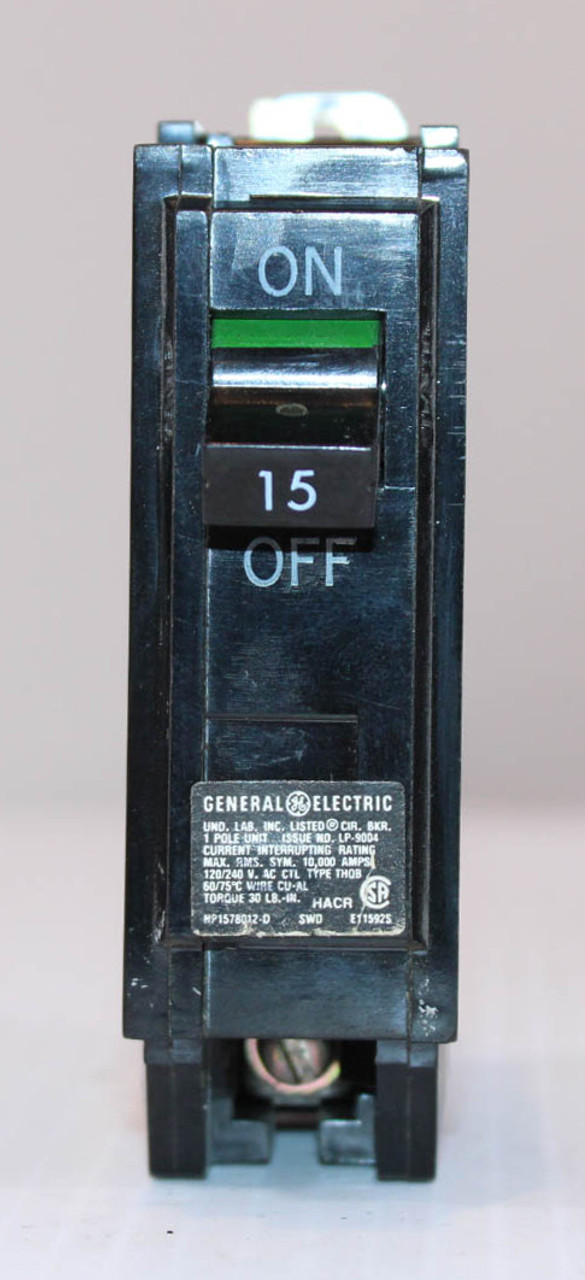 ON
15
OFF
GENERAL GE ELECTRIC
UND. LAB. INC. LISTED ® CIR. BKR.
1 POLE UNIT ISSUE NO. LP-9004
CURRENT INTERRUPTING RATING
MAX. RMS. SYM. 10,000 AMPS
120/240 V. AC CTL TYPE THQB
60/75°C WIRE CU-AL
TORQUE 30 LB.-IN. HACR SA
HP1578012-D SWD E11592S